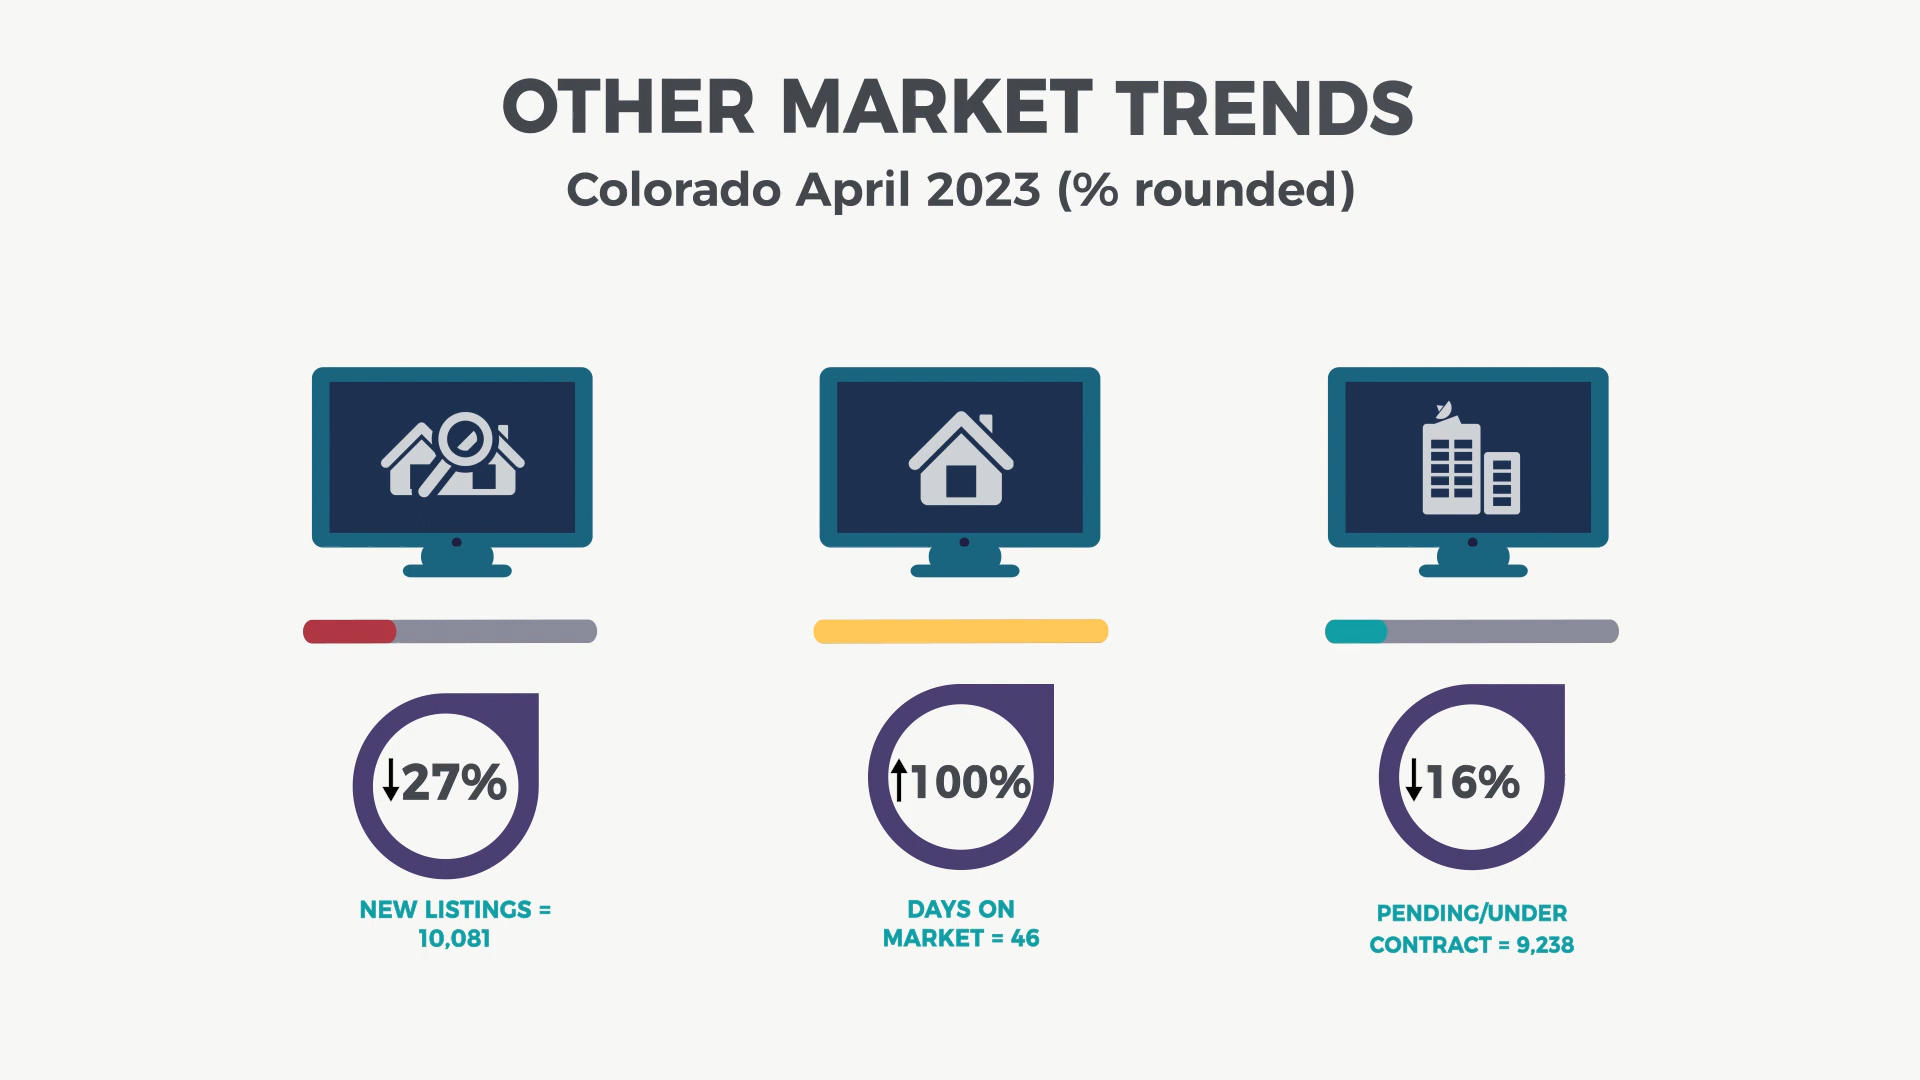 OTHER MARKET TRENDS
Colorado April 2023 (% rounded)
↓27%
NEW LISTINGS =
10,081
↑100%
DAYS ON
MARKET = 46
↓16%
PENDING/UNDER
CONTRACT = 9,238